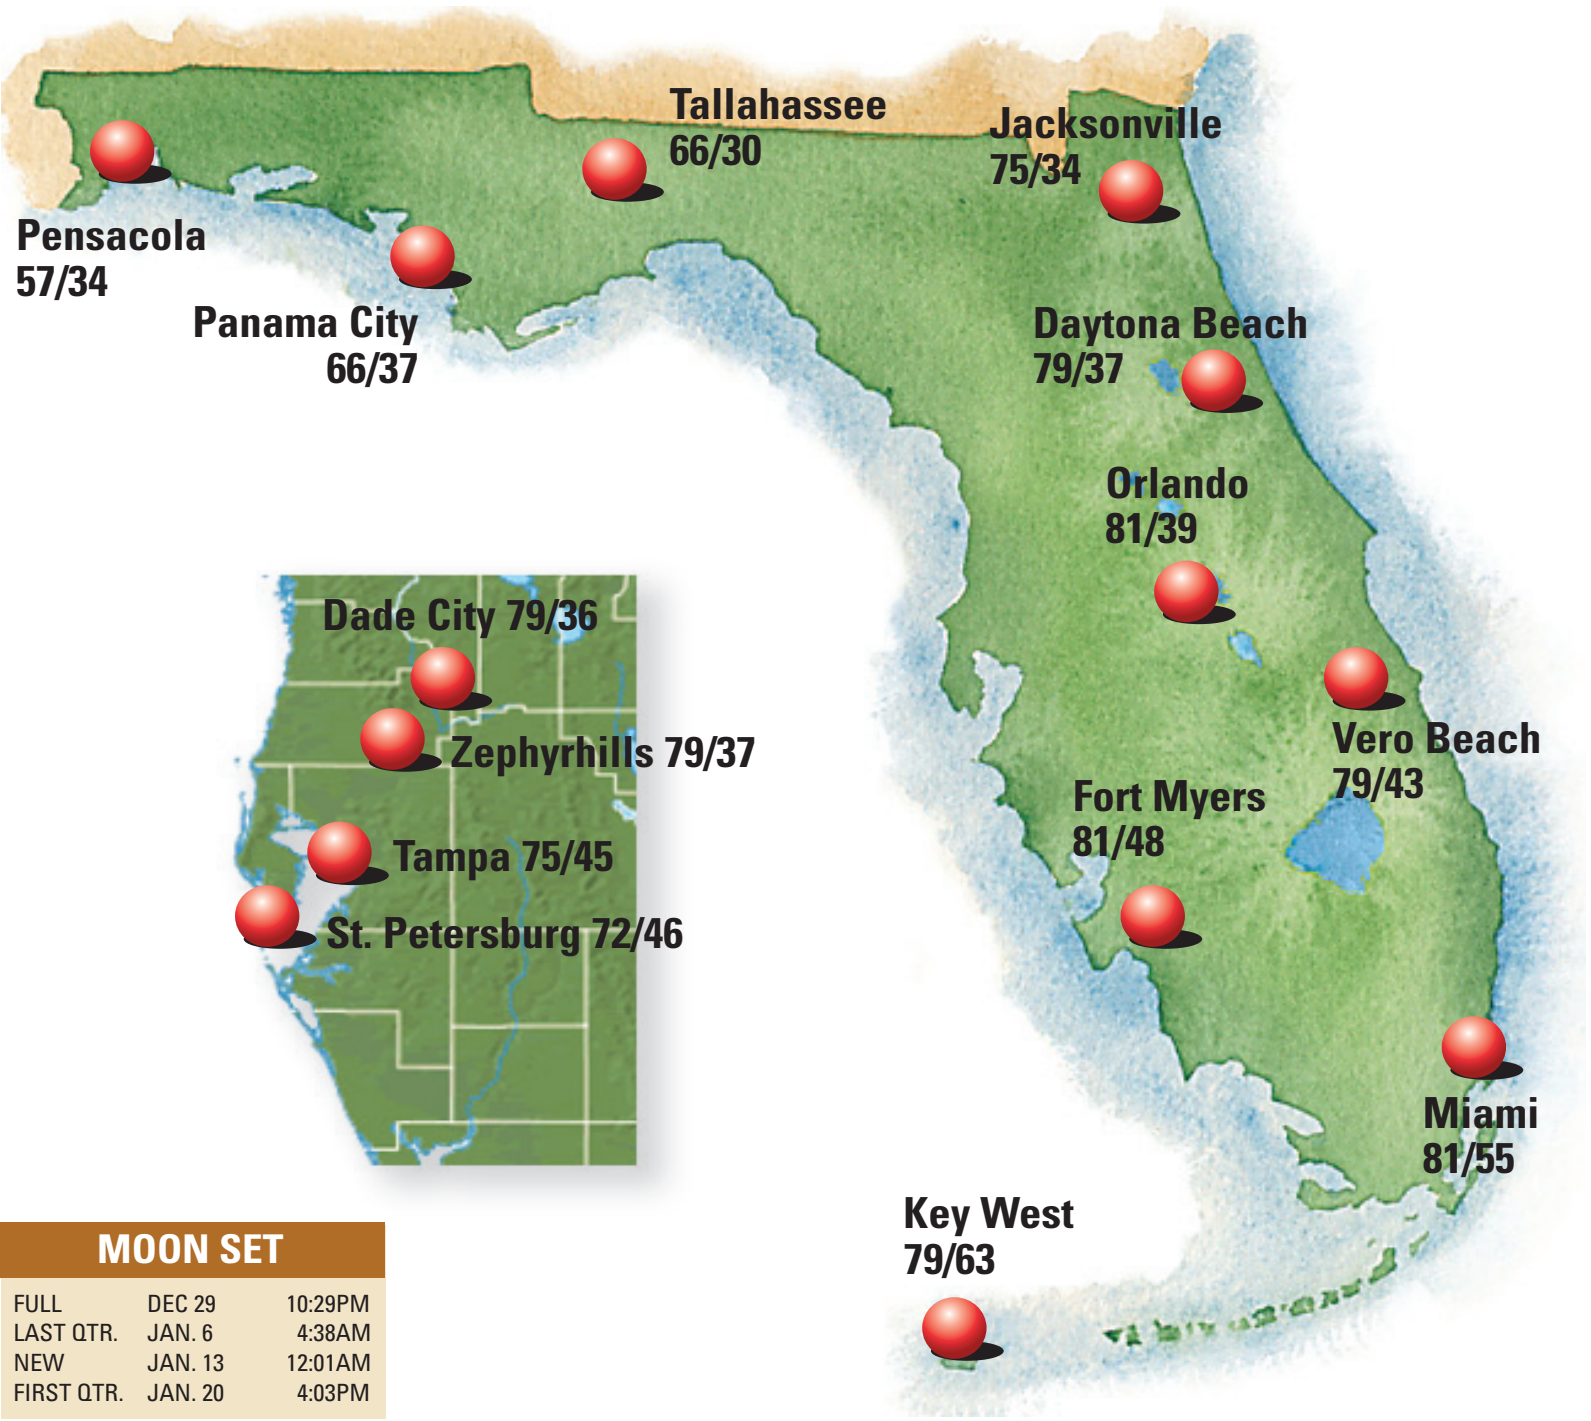 Tallahassee
66/30
Jacksonville
75/34
Pensacola
57/34
Panama City
66/37
Daytona Beach
79/37
Orlando
81/39
Dade City 79/36
Zephyrhills 79/37
Vero Beach
79/43
Fort Myers
81/48
Tampa 75/45
St. Petersburg 72/46
Miami
81/55
Key West
79/63
MOON SET
FULL DEC 29 10:29PM
LAST QTR. JAN. 6 4:38AM
NEW JAN. 13 12:01AM
FIRST QTR. JAN. 20 4:03PM